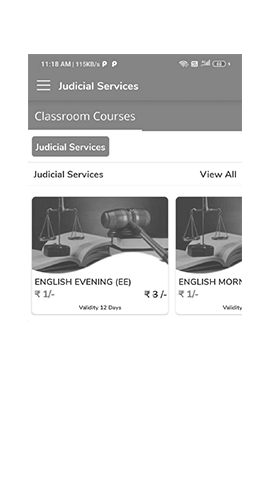 11:18 AM | 115KB/s
Judicial Services
Classroom Courses
Judicial Services
Judicial Services View All
ENGLISH EVENING (EE) ENGLISH MORN
₹ 1/- ₹ 3 /- ₹ 1/-
Validity 12 Days Validity